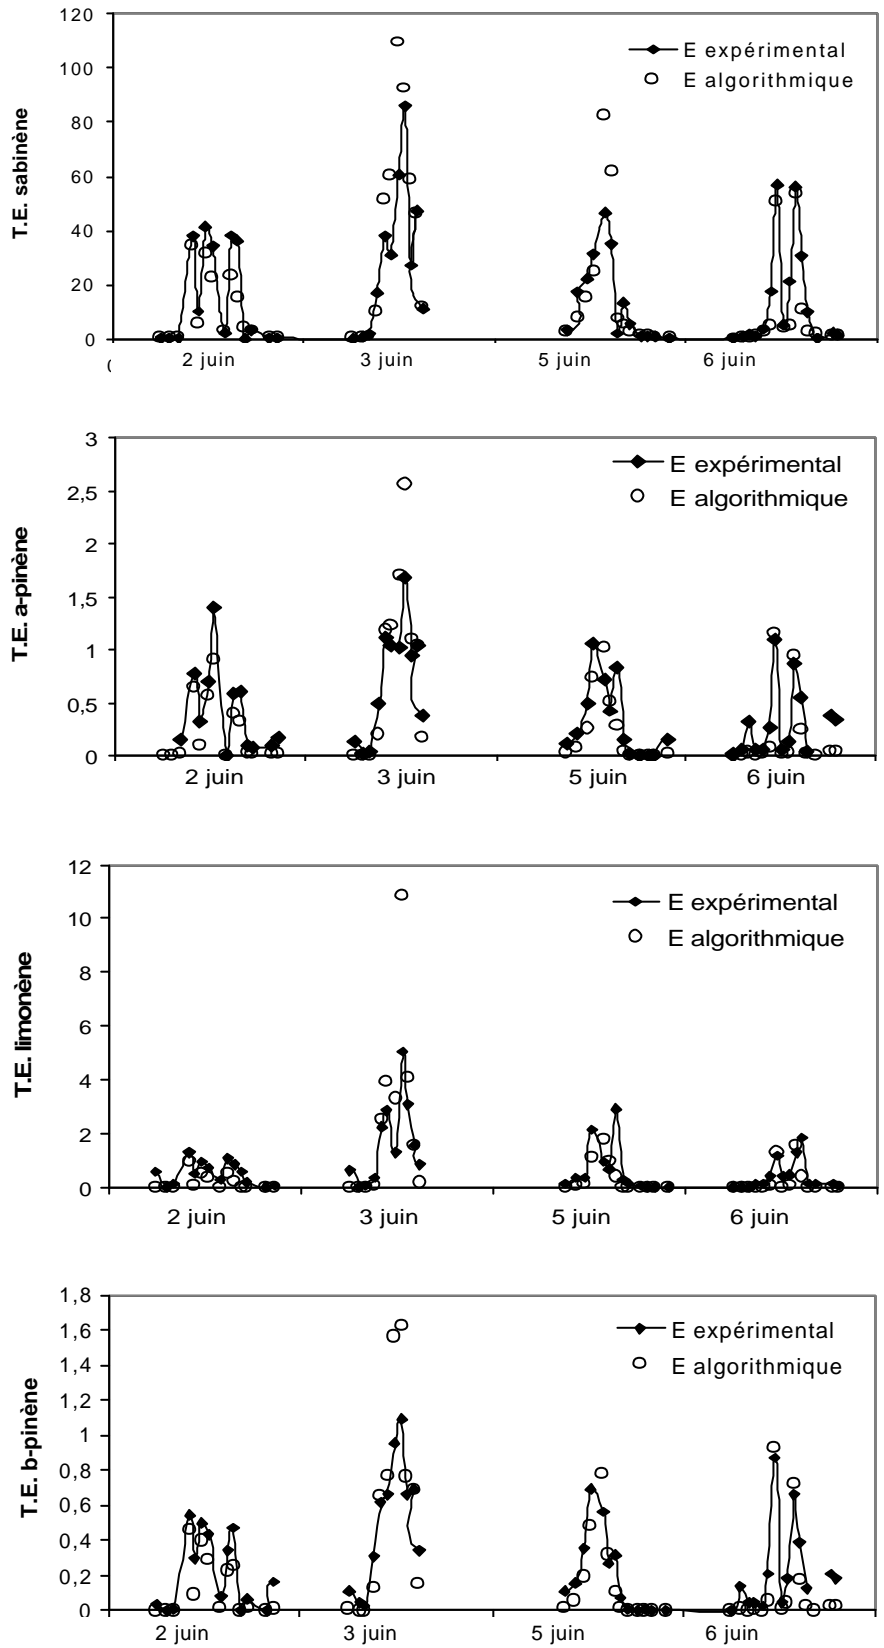 120
100
80
60
40
20
0
T.E. sabinène
E expérimental
E algorithmique
2 juin 3 juin 5 juin 6 juin
3
2,5
2
1,5
1
0,5
0
T.E. a-pinène
E expérimental
E algorithmique
2 juin 3 juin 5 juin 6 juin
12
10
8
6
4
2
0
T.E. limonène
E expérimental
E algorithmique
2 juin 3 juin 5 juin 6 juin
1,8
1,6
1,4
1,2
1
0,8
0,6
0,4
0,2
0
T.E. b-pinène
E expérimental
E algorithmique
2 juin 3 juin 5 juin 6 juin